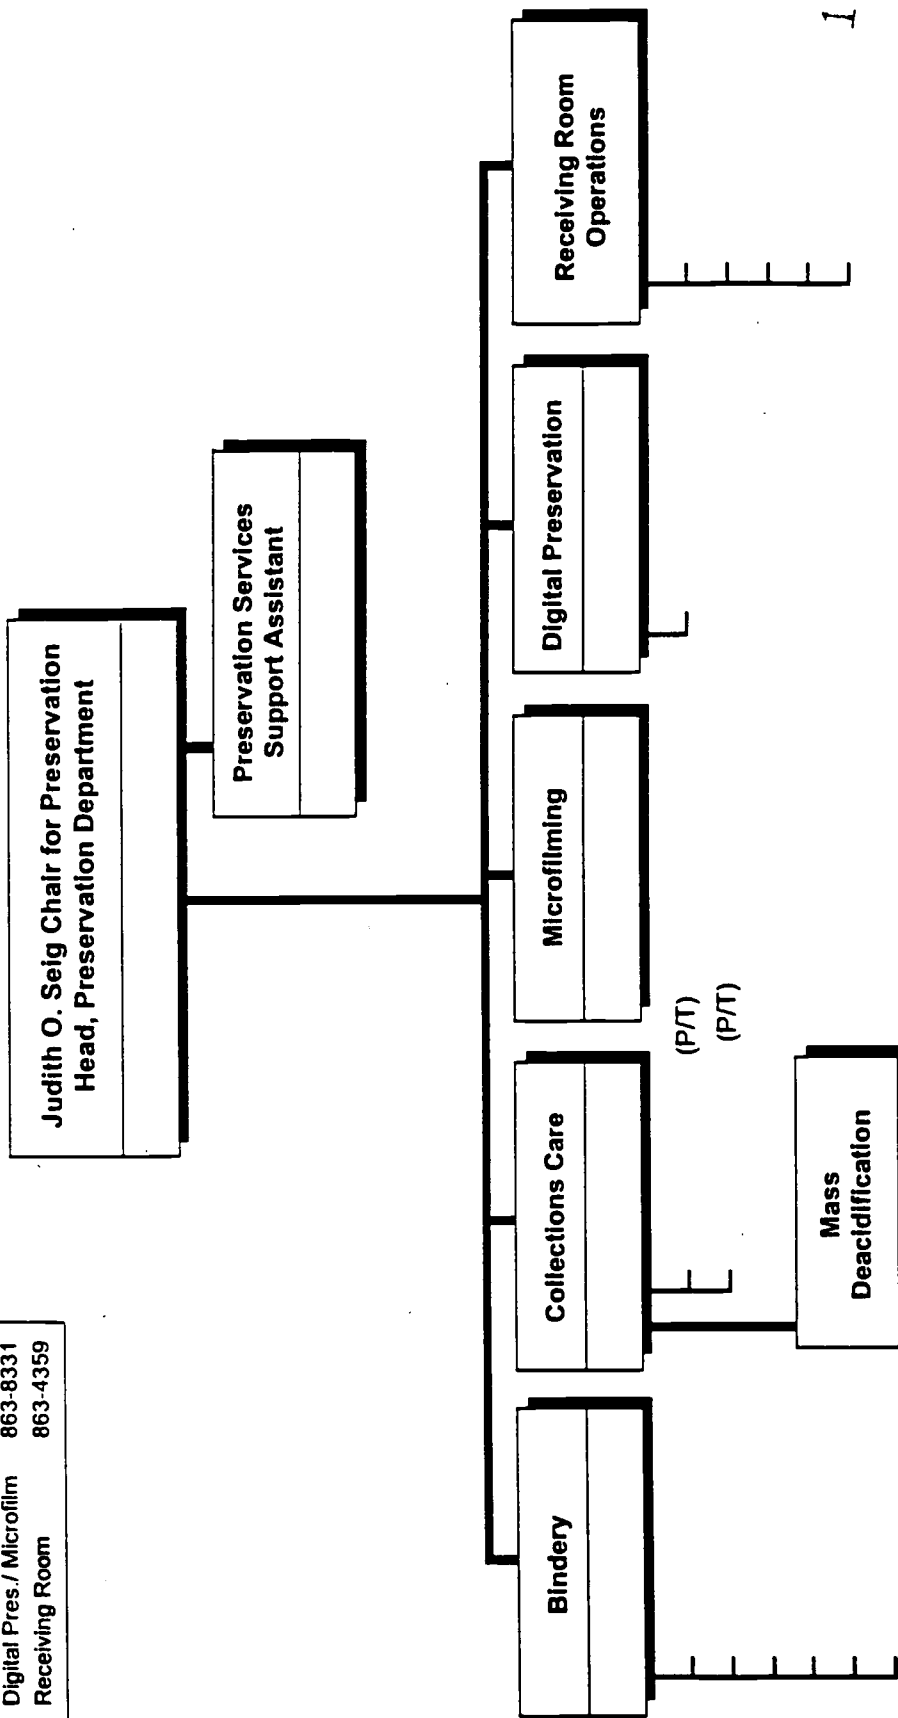 Digital Pres./ Microfilm 863-8331
Receiving Room 863-4359
Judith O. Seig Chair for Preservation
Head, Preservation Department
Preservation Services
Support Assistant
Bindery
Collections Care
Microfilming
Digital Preservation
Receiving Room
Operations
(P/T)
(P/T)
Mass
Deacidification
1